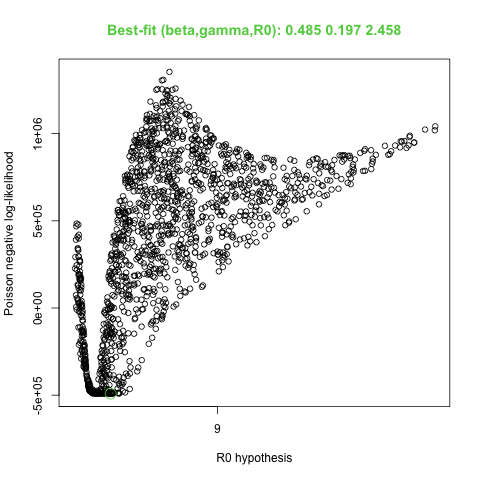 Best-fit (beta,gamma,R0): 0.485 0.197 2.458
Poisson negative log-likelihood
1e+06
5e+05
0e+00
-5e+05
9
R0 hypothesis